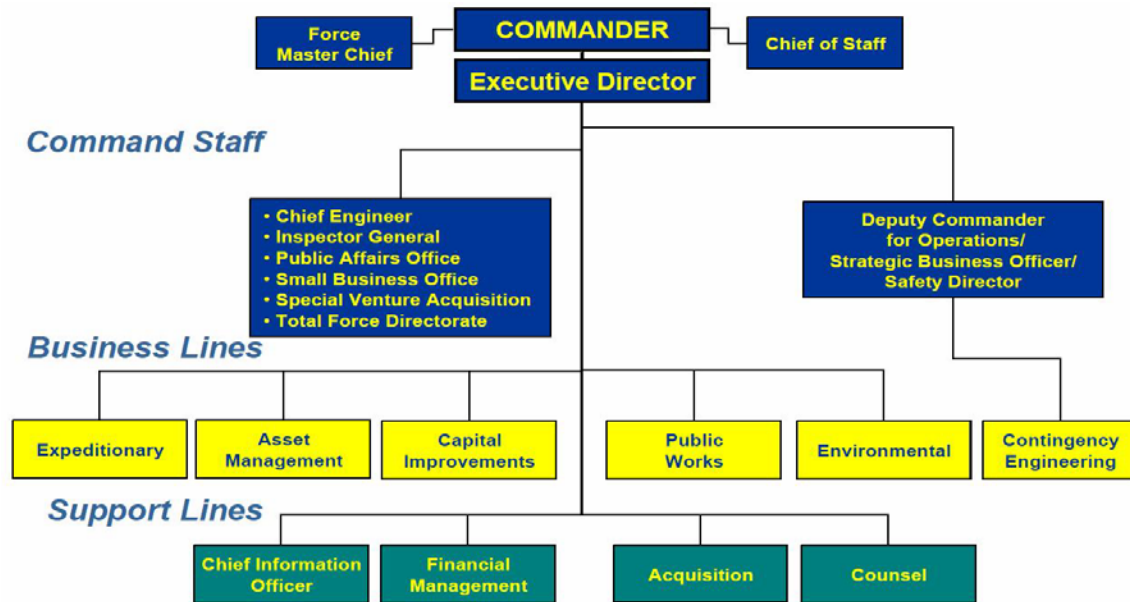 Force
Master Chief
COMMANDER
Chief of Staff
Executive Director
Command Staff
• Chief Engineer
• Inspector General
• Public Affairs Office
• Small Business Office
• Special Venture Acquisition
• Total Force Directorate
Deputy Commander
for Operations/
Strategic Business Officer/
Safety Director
Business Lines
Expeditionary
Asset
Management
Capital
Improvements
Public
Works
Environmental
Contingency
Engineering
Support Lines
Chief Information
Officer
Financial
Management
Acquisition
Counsel